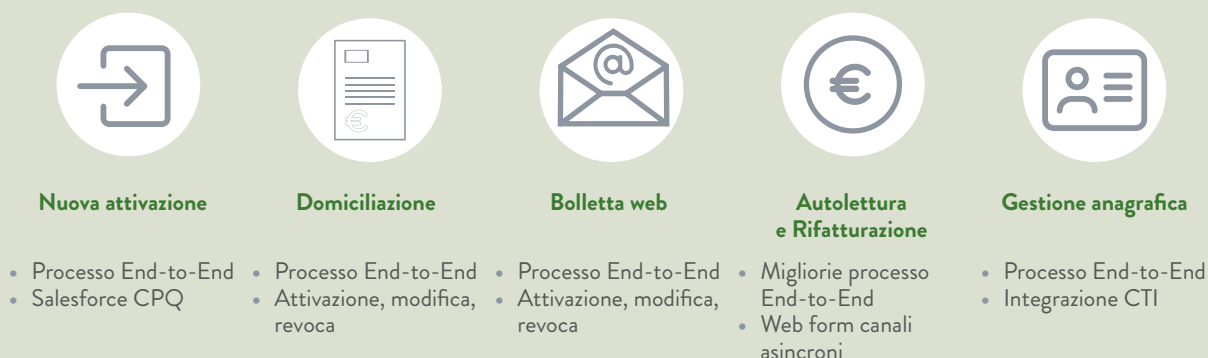 Nuova attivazione
• Processo End-to-End
• Salesforce CPQ
Domiciliazione
• Processo End-to-End
• Attivazione, modifica,
revoca
@
Bolletta web
• Processo End-to-End
• Attivazione, modifica,
revoca
€
Autolettura
e Rifatturazione
• Migliorie processo
End-to-End
• Web form canali
asincroni
Gestione anagrafica
• Processo End-to-End
• Integrazione CTI